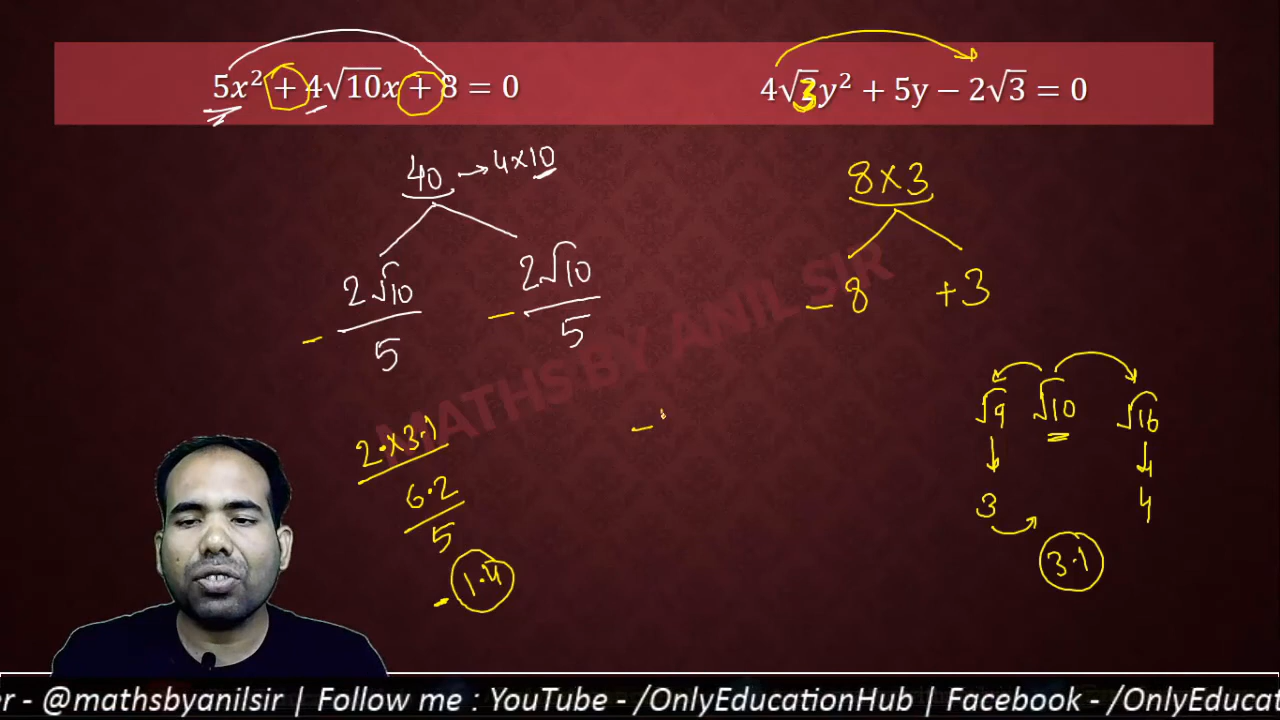 5x² + 4√10x + 8 = 0
4√3y² + 5y − 2√3 = 0
40 → 4×10
2√10
5
2√10
5
−
−
8×3
− 8 +3
MATHS BY ANIL SIR
2·×3·1
6·2
5
- 1·4
−
√9 √10 √16
3 4
3·1
er - @mathsbyanilsir | Follow me : YouTube - /OnlyEducationHub | Facebook - /OnlyEducat